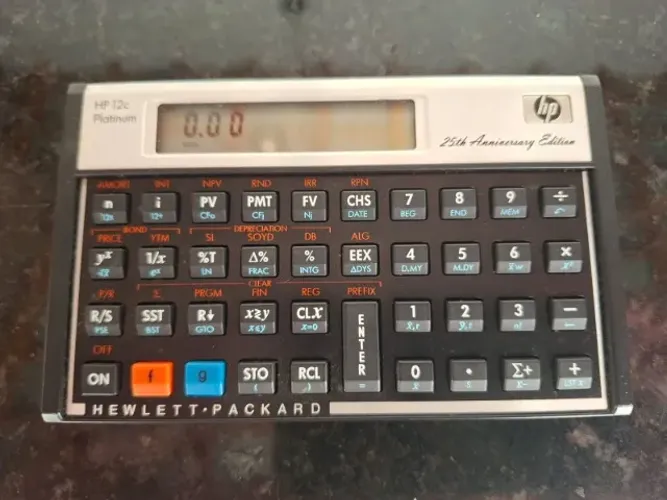 HP 12c
Platinum
0.00
hp
25th Anniversary Edition
AMORT INT NPV RND IRR RPN
n i PV PMT FV CHS 7 8 9 ÷
12x 12÷ CFo CFj Nj DATE BEG END MEM
BOND DEPRECIATION
PRICE YTM SL SOYD DB ALG
yx 1/x %T Δ% % EEX 4 5 6 ×
√x ex LN FRAC INTG ΔDYS D.MY M.DY x̄w x²
CLEAR
P/R Σ PRGM FIN REG PREFIX
R/S SST R↓ x≷y CLx ENTER 1 2 3 −
PSE BST GTO x≤y x=0 = x̂,r ŷ,r n!
OFF
ON f g STO RCL 0 . Σ+ +
( ) x̄ s Σ− LSTx
HEWLETT·PACKARD